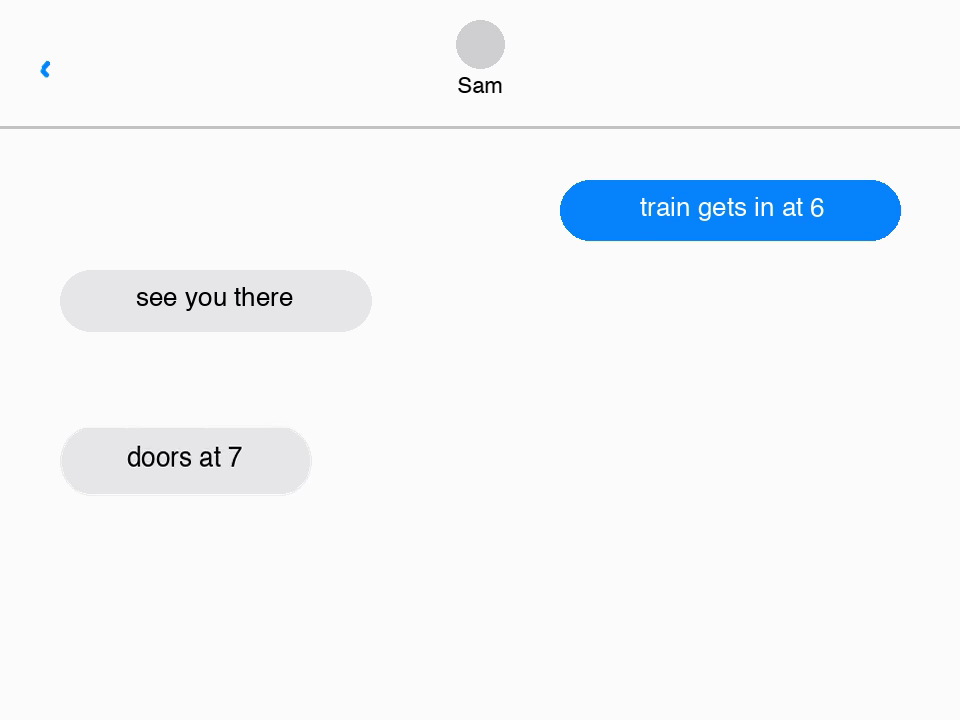 Sam
train gets in at 6
see you there
doors at 7